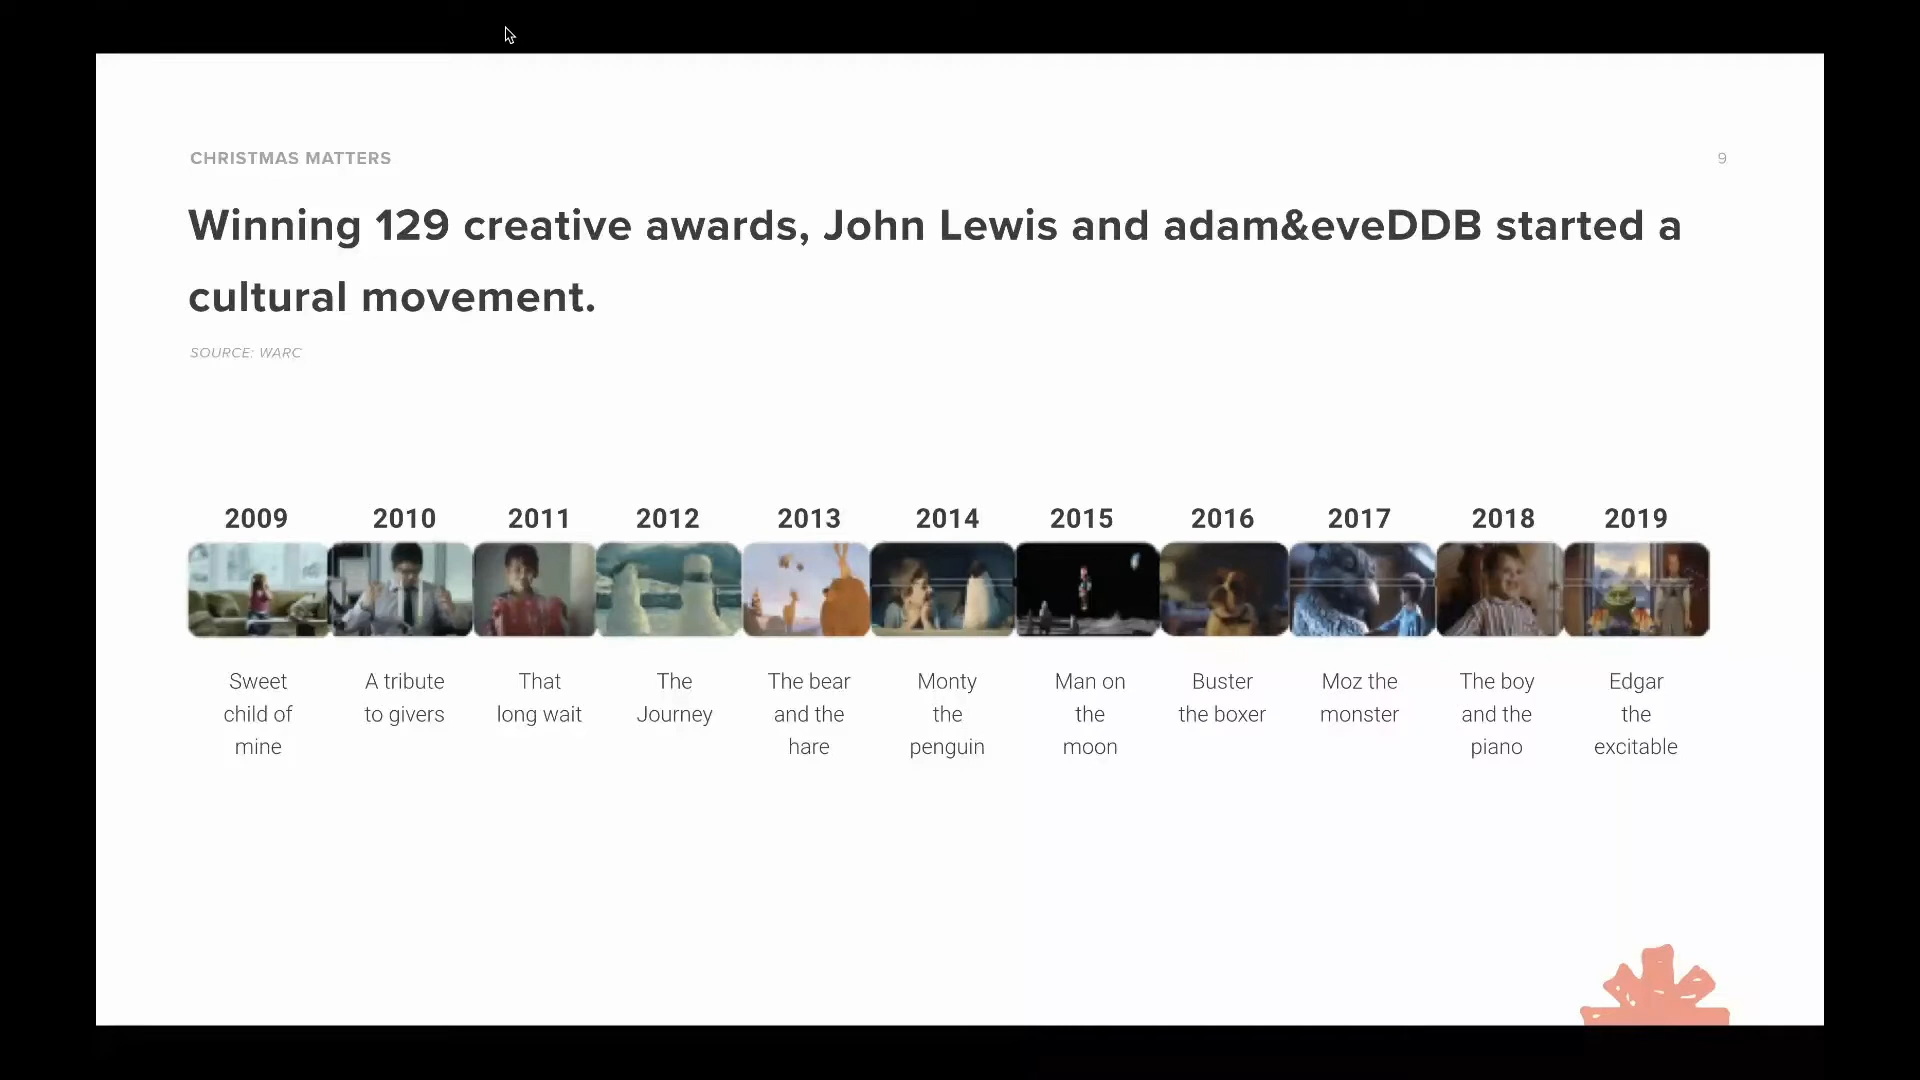 CHRISTMAS MATTERS
9
Winning 129 creative awards, John Lewis and adam&eveDDB started a
cultural movement.
SOURCE: WARC
2009 2010 2011 2012 2013 2014 2015 2016 2017 2018 2019
Sweet
child of
mine
A tribute
to givers
That
long wait
The
Journey
The bear
and the
hare
Monty
the
penguin
Man on
the
moon
Buster
the boxer
Moz the
monster
The boy
and the
piano
Edgar
the
excitable